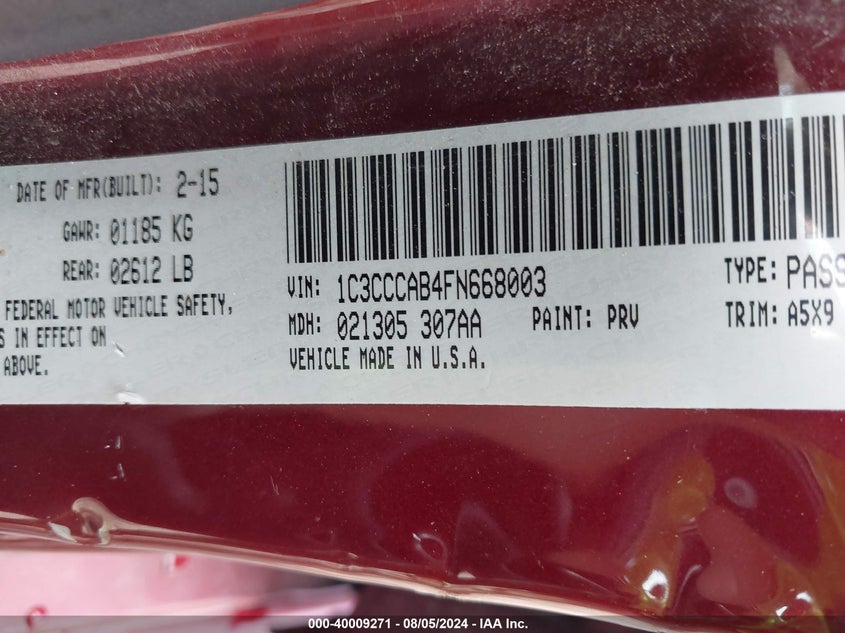 DATE OF MFR(BUILT): 2-15
GAWR: 01185 KG
REAR: 02612 LB
FEDERAL MOTOR VEHICLE SAFETY,
IN EFFECT ON
ABOVE.
VIN: 1C3CCCAB4FN668003
TYPE: PASS
MDH: 021305 307AA PAINT: PRV TRIM: A5X9
VEHICLE MADE IN U.S.A.
000-40009271 - 08/05/2024 - IAA Inc.